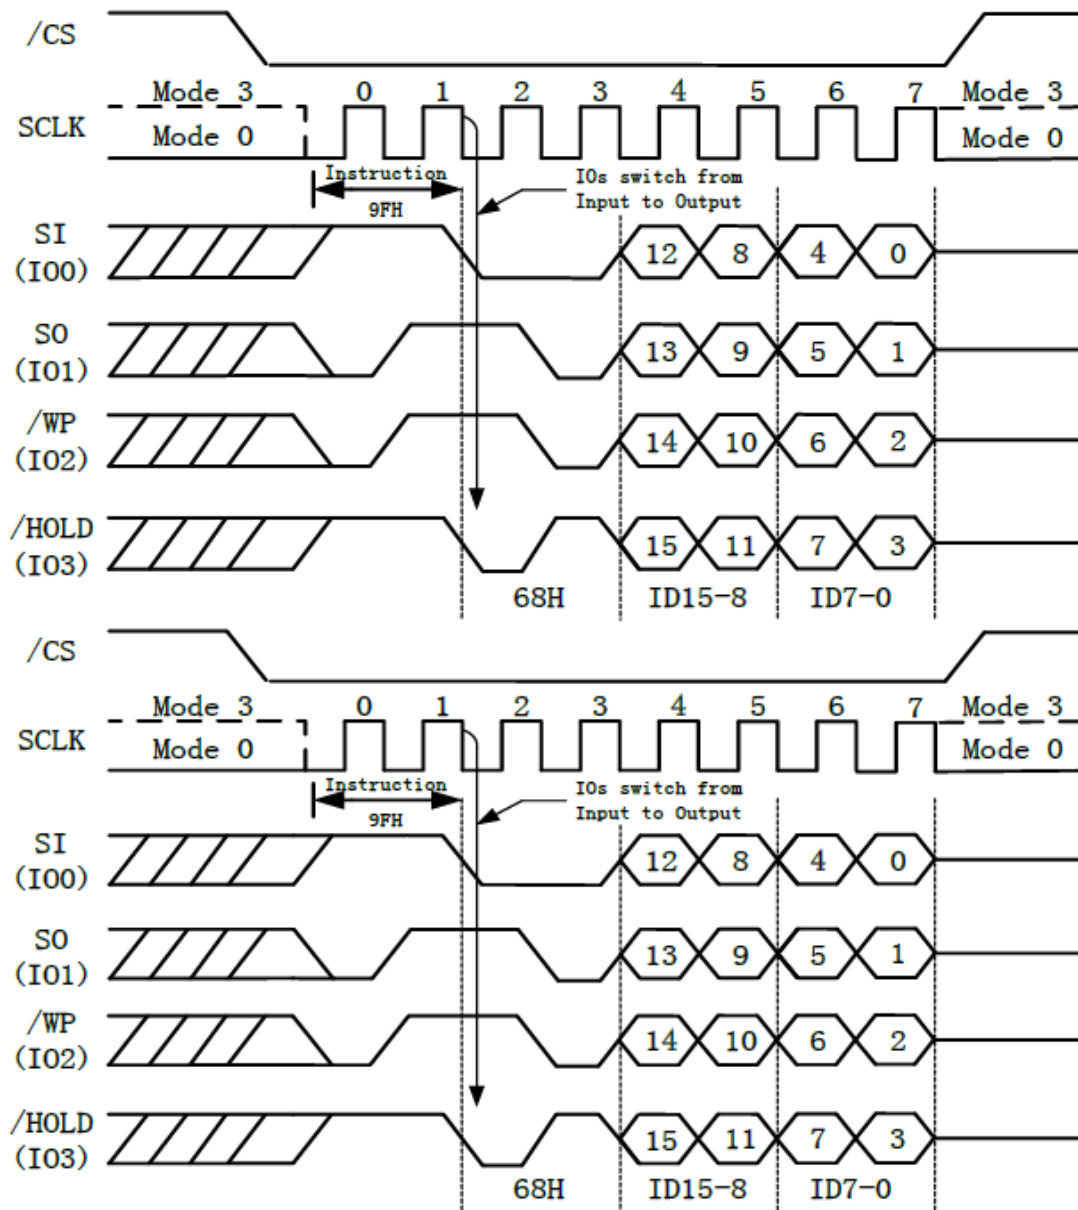 /CS
0 1 2 3 4 5 6 7
Mode 3 Mode 3
SCLK
Mode 0 Mode 0
Instruction
9FH
IOs switch from
Input to Output
SI
(IO0)
12 8 4 0
SO
(IO1)
13 9 5 1
/WP
(IO2)
14 10 6 2
/HOLD
(IO3)
15 11 7 3
68H ID15-8 ID7-0
/CS
0 1 2 3 4 5 6 7
Mode 3 Mode 3
SCLK
Mode 0 Mode 0
Instruction
9FH
IOs switch from
Input to Output
SI
(IO0)
12 8 4 0
SO
(IO1)
13 9 5 1
/WP
(IO2)
14 10 6 2
/HOLD
(IO3)
15 11 7 3
68H ID15-8 ID7-0